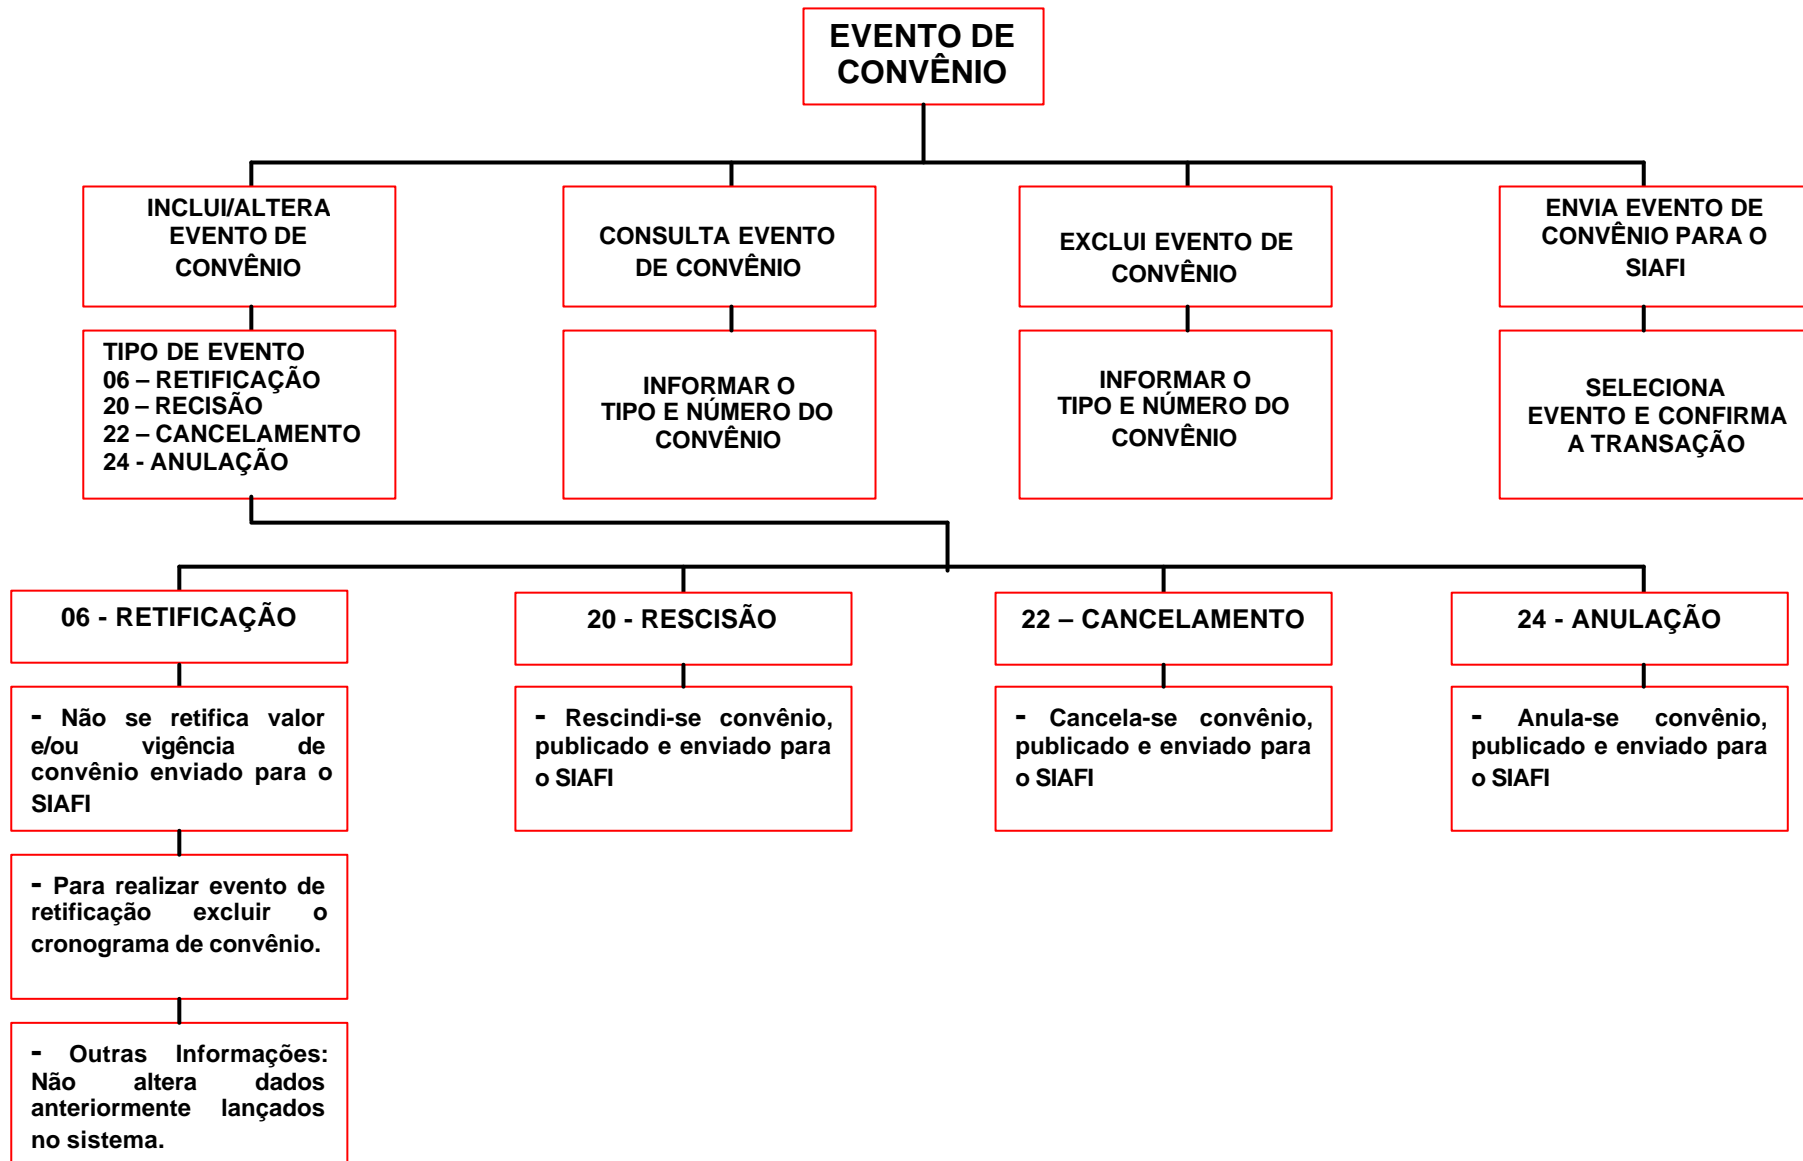 EVENTO DE
CONVÊNIO
INCLUI/ALTERA
EVENTO DE
CONVÊNIO
CONSULTA EVENTO
DE CONVÊNIO
EXCLUI EVENTO DE
CONVÊNIO
ENVIA EVENTO DE
CONVÊNIO PARA O
SIAFI
TIPO DE EVENTO
06 – RETIFICAÇÃO
20 – RECISÃO
22 – CANCELAMENTO
24 - ANULAÇÃO
INFORMAR O
TIPO E NÚMERO DO
CONVÊNIO
INFORMAR O
TIPO E NÚMERO DO
CONVÊNIO
SELECIONA
EVENTO E CONFIRMA
A TRANSAÇÃO
06 - RETIFICAÇÃO
20 - RESCISÃO
22 – CANCELAMENTO
24 - ANULAÇÃO
- Não se retifica valor
e/ou vigência de
convênio enviado para o
SIAFI
- Rescindi-se convênio,
publicado e enviado para
o SIAFI
- Cancela-se convênio,
publicado e enviado para
o SIAFI
- Anula-se convênio,
publicado e enviado para
o SIAFI
- Para realizar evento de
retificação excluir o
cronograma de convênio.
- Outras Informações:
Não altera dados
anteriormente lançados
no sistema.